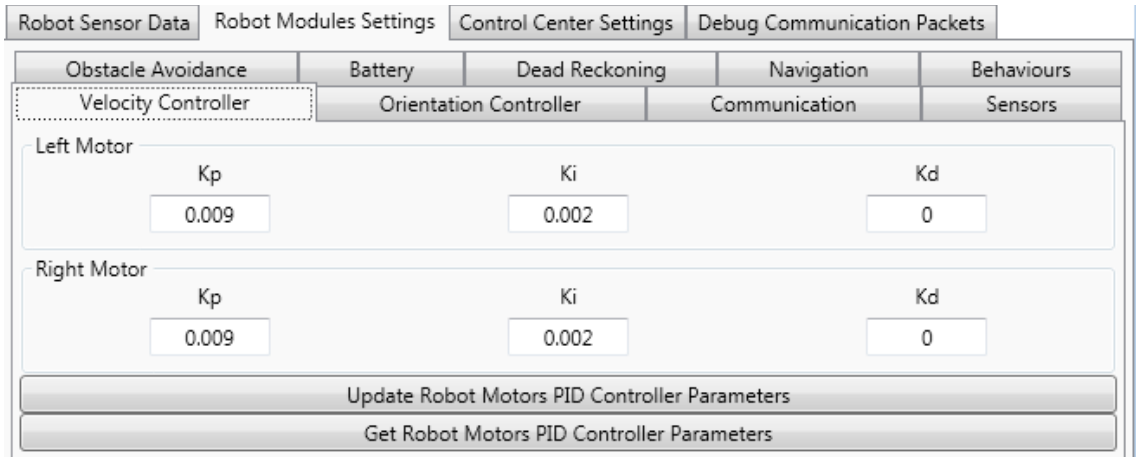 Robot Sensor Data Robot Modules Settings Control Center Settings Debug Communication Packets
Obstacle Avoidance Battery Dead Reckoning Navigation Behaviours
Velocity Controller Orientation Controller Communication Sensors
Left Motor
Kp Ki Kd
0.009 0.002 0
Right Motor
Kp Ki Kd
0.009 0.002 0
Update Robot Motors PID Controller Parameters
Get Robot Motors PID Controller Parameters